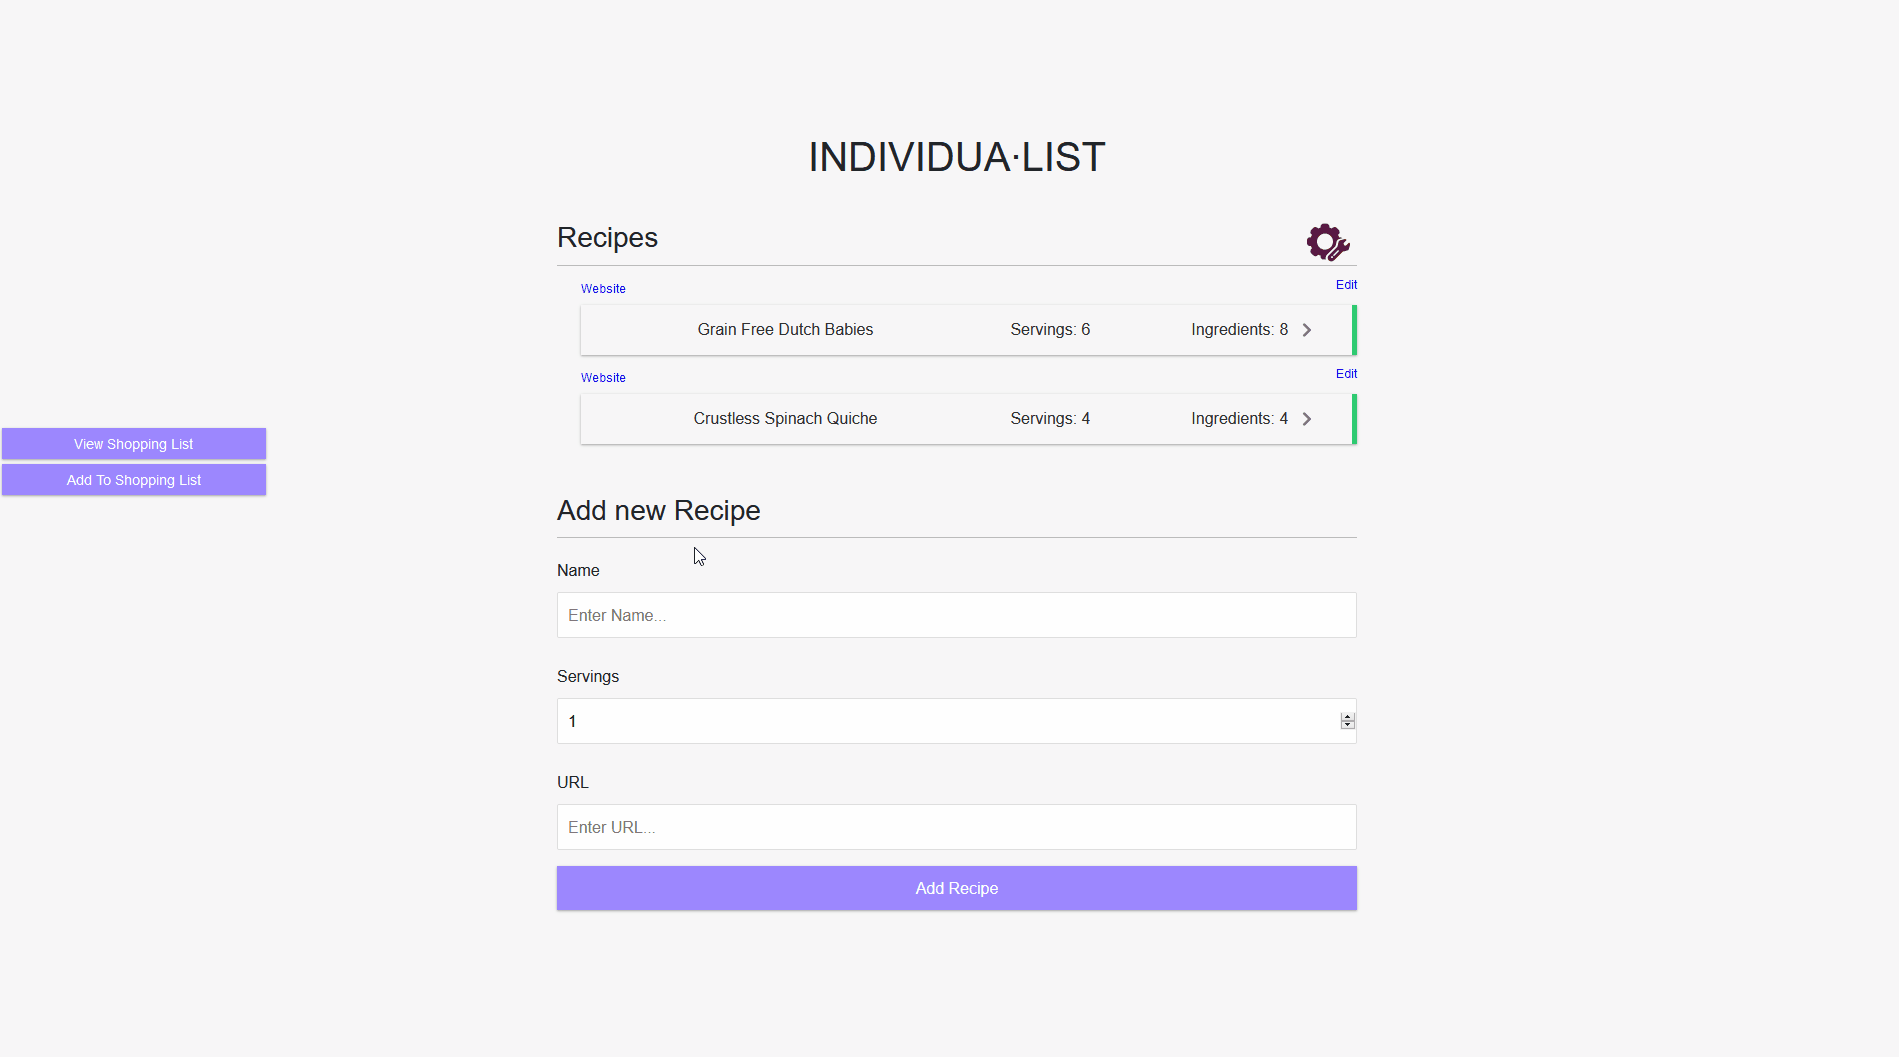 INDIVIDUA·LIST
Recipes
Website Edit
Grain Free Dutch Babies Servings: 6 Ingredients: 8
Website Edit
Crustless Spinach Quiche Servings: 4 Ingredients: 4
View Shopping List
Add To Shopping List
Add new Recipe
Name
Enter Name...
Servings
1
URL
Enter URL...
Add Recipe